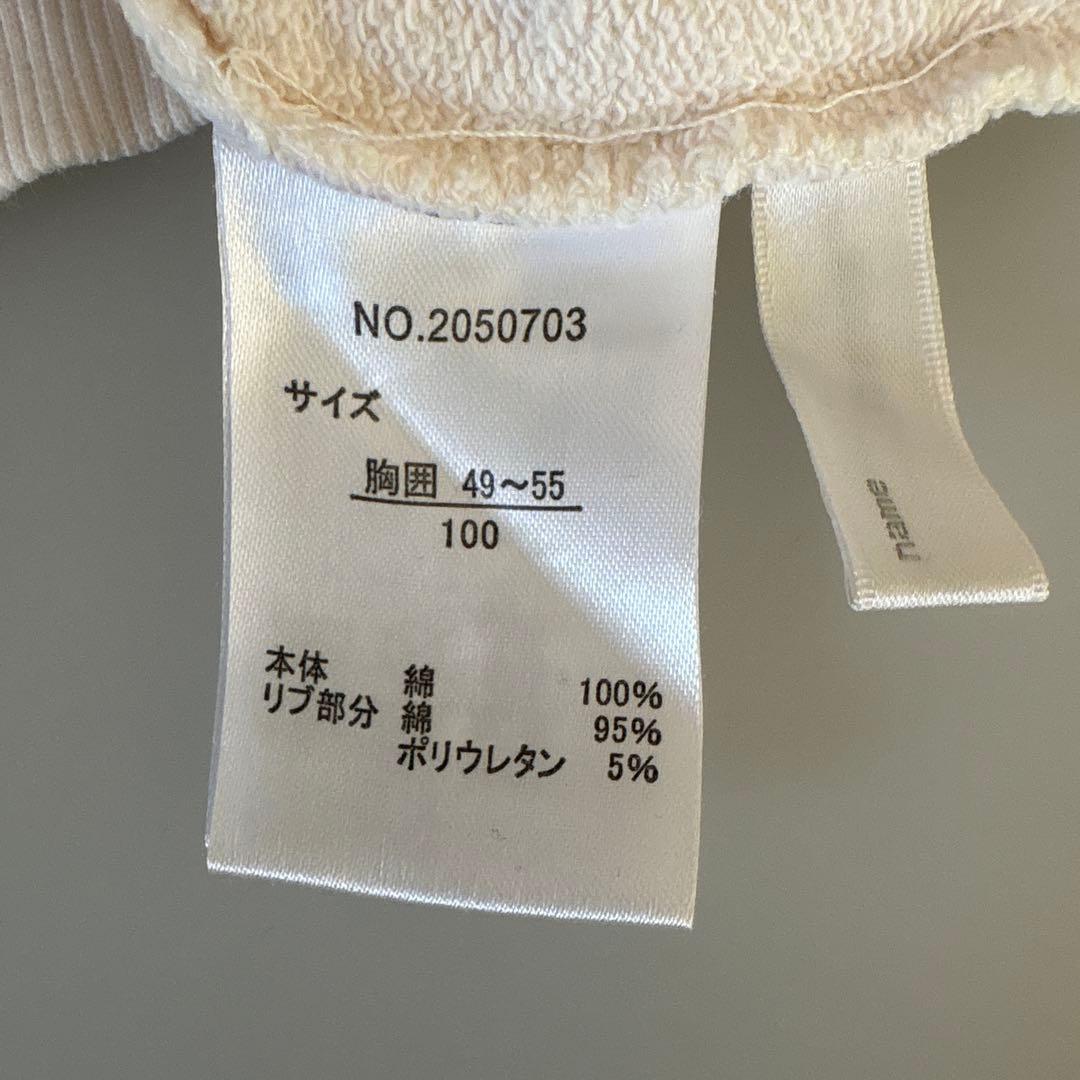 NO.2050703
サイズ
胸囲 49～55
100
本体 綿 100%
リブ部分 綿 95%
ポリウレタン 5%
name